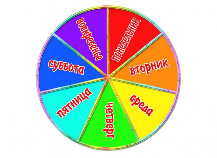 понедельник
вторник
среда
четверг
пятница
суббота
воскресенье